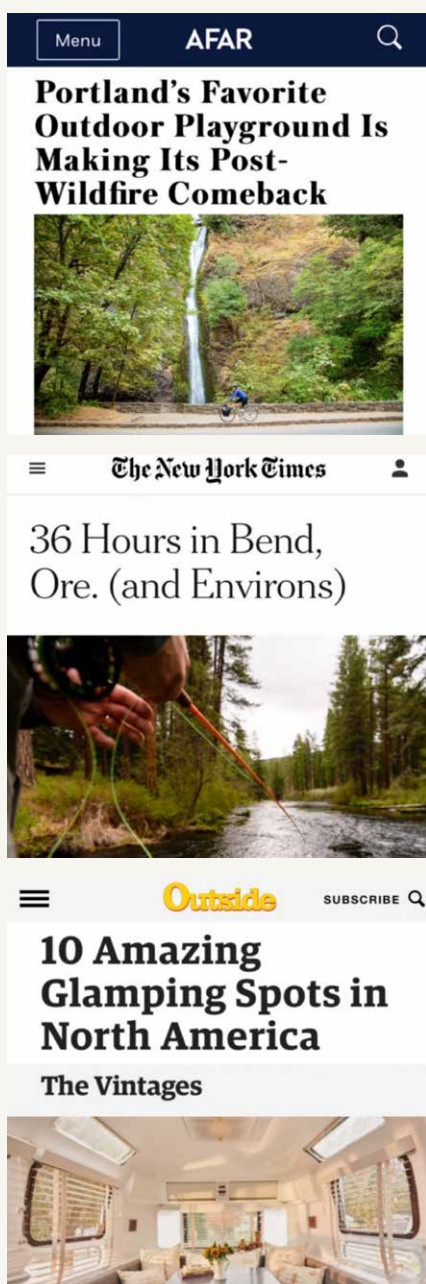 Menu
AFAR
Portland's Favorite
Outdoor Playground Is
Making Its Post-
Wildfire Comeback
The New York Times
36 Hours in Bend,
Ore. (and Environs)
Outside
SUBSCRIBE
10 Amazing
Glamping Spots in
North America
The Vintages